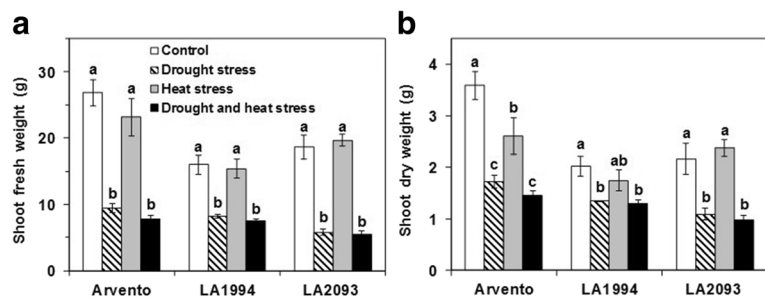 a
Shoot fresh weight (g)
30
20
10
0
Control
Drought stress
Heat stress
Drought and heat stress
a b a b
a b a b
a b a b
Arvento LA1994 LA2093
b
Shoot dry weight (g)
4
3
2
1
0
a c b c
a b ab b
a b a b
Arvento LA1994 LA2093